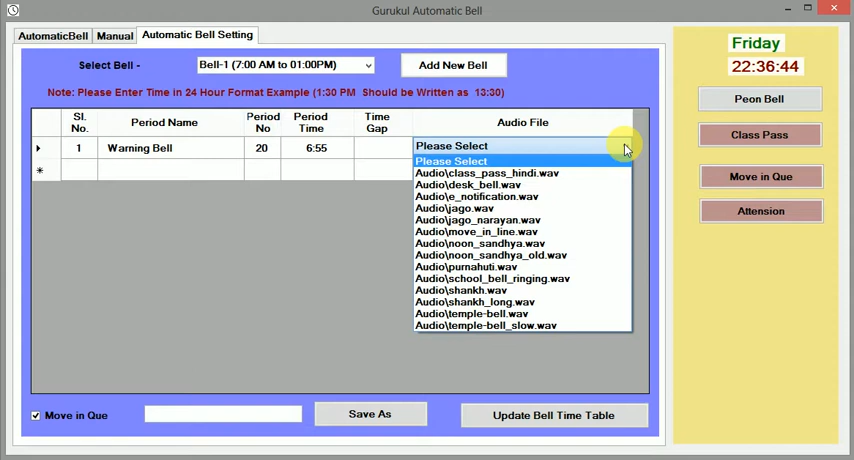 Gurukul Automatic Bell
AutomaticBell Manual Automatic Bell Setting
Select Bell - Bell-1 (7:00 AM to 01:00PM) Add New Bell
Note: Please Enter Time in 24 Hour Format Example (1:30 PM Should be Written as 13:30)
Sl. No. Period Name Period No Period Time Time Gap Audio File
1 Warning Bell 20 6:55 Please Select
Please Select
Audio\class_pass_hindi.wav
Audio\desk_bell.wav
Audio\e_notification.wav
Audio\jago.wav
Audio\jago_narayan.wav
Audio\move_in_line.wav
Audio\noon_sandhya.wav
Audio\noon_sandhya_old.wav
Audio\purnahuti.wav
Audio\school_bell_ringing.wav
Audio\shankh.wav
Audio\shankh_long.wav
Audio\temple-bell.wav
Audio\temple-bell_slow.wav
Move in Que Save As Update Bell Time Table
Friday
22:36:44
Peon Bell
Class Pass
Move in Que
Attension